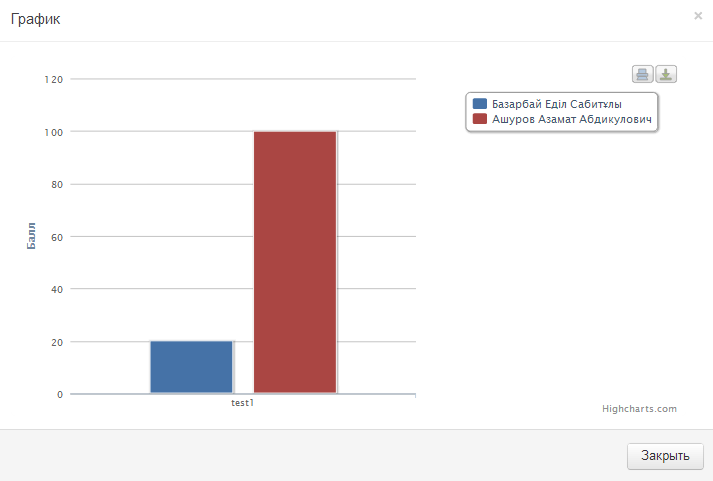 График
×
120
100
80
60
40
20
0
Балл
test1
Базарбай Еділ Сабитұлы
Ашуров Азамат Абдикулович
Highcharts.com
Закрыть